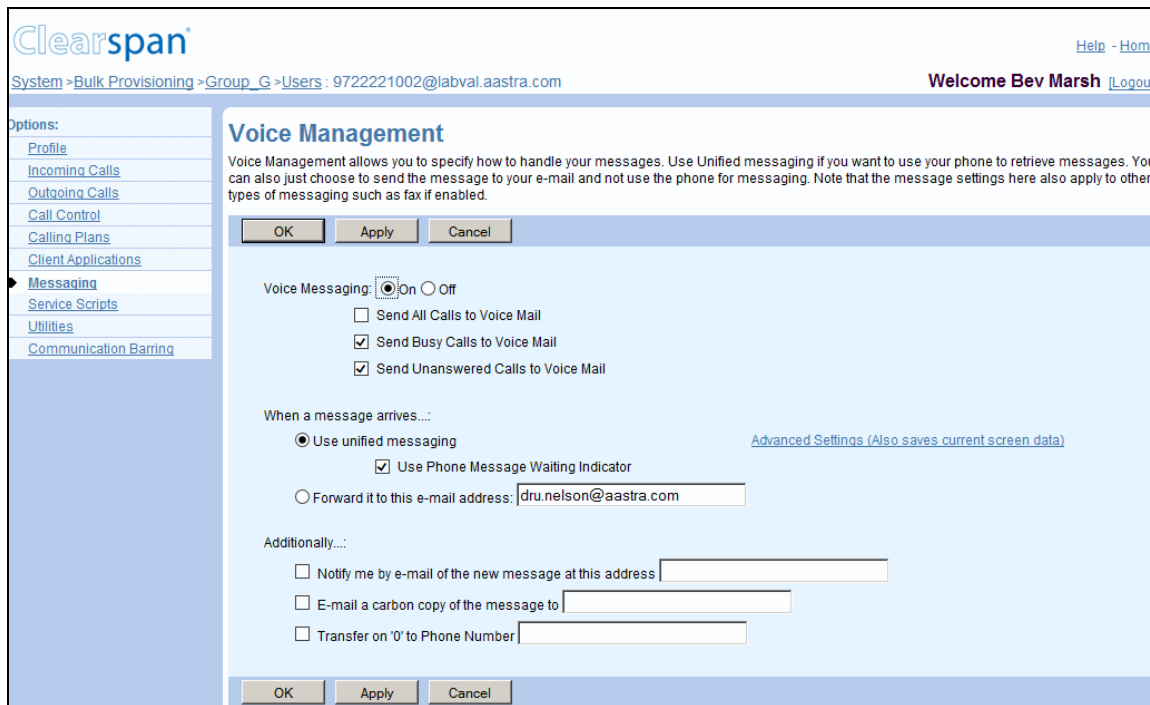 Clearspan
Help - Hom
System >Bulk Provisioning >Group_G >Users : 9722221002@labval.aastra.com
Welcome Bev Marsh [Logou
Options:
Profile
Incoming Calls
Outgoing Calls
Call Control
Calling Plans
Client Applications
Messaging
Service Scripts
Utilities
Communication Barring
Voice Management
Voice Management allows you to specify how to handle your messages. Use Unified messaging if you want to use your phone to retrieve messages. You
can also just choose to send the message to your e-mail and not use the phone for messaging. Note that the message settings here also apply to other
types of messaging such as fax if enabled.
OK Apply Cancel
Voice Messaging: On Off
Send All Calls to Voice Mail
Send Busy Calls to Voice Mail
Send Unanswered Calls to Voice Mail
When a message arrives...:
Use unified messaging
Advanced Settings (Also saves current screen data)
Use Phone Message Waiting Indicator
Forward it to this e-mail address: dru.nelson@aastra.com
Additionally...:
Notify me by e-mail of the new message at this address
E-mail a carbon copy of the message to
Transfer on '0' to Phone Number
OK Apply Cancel